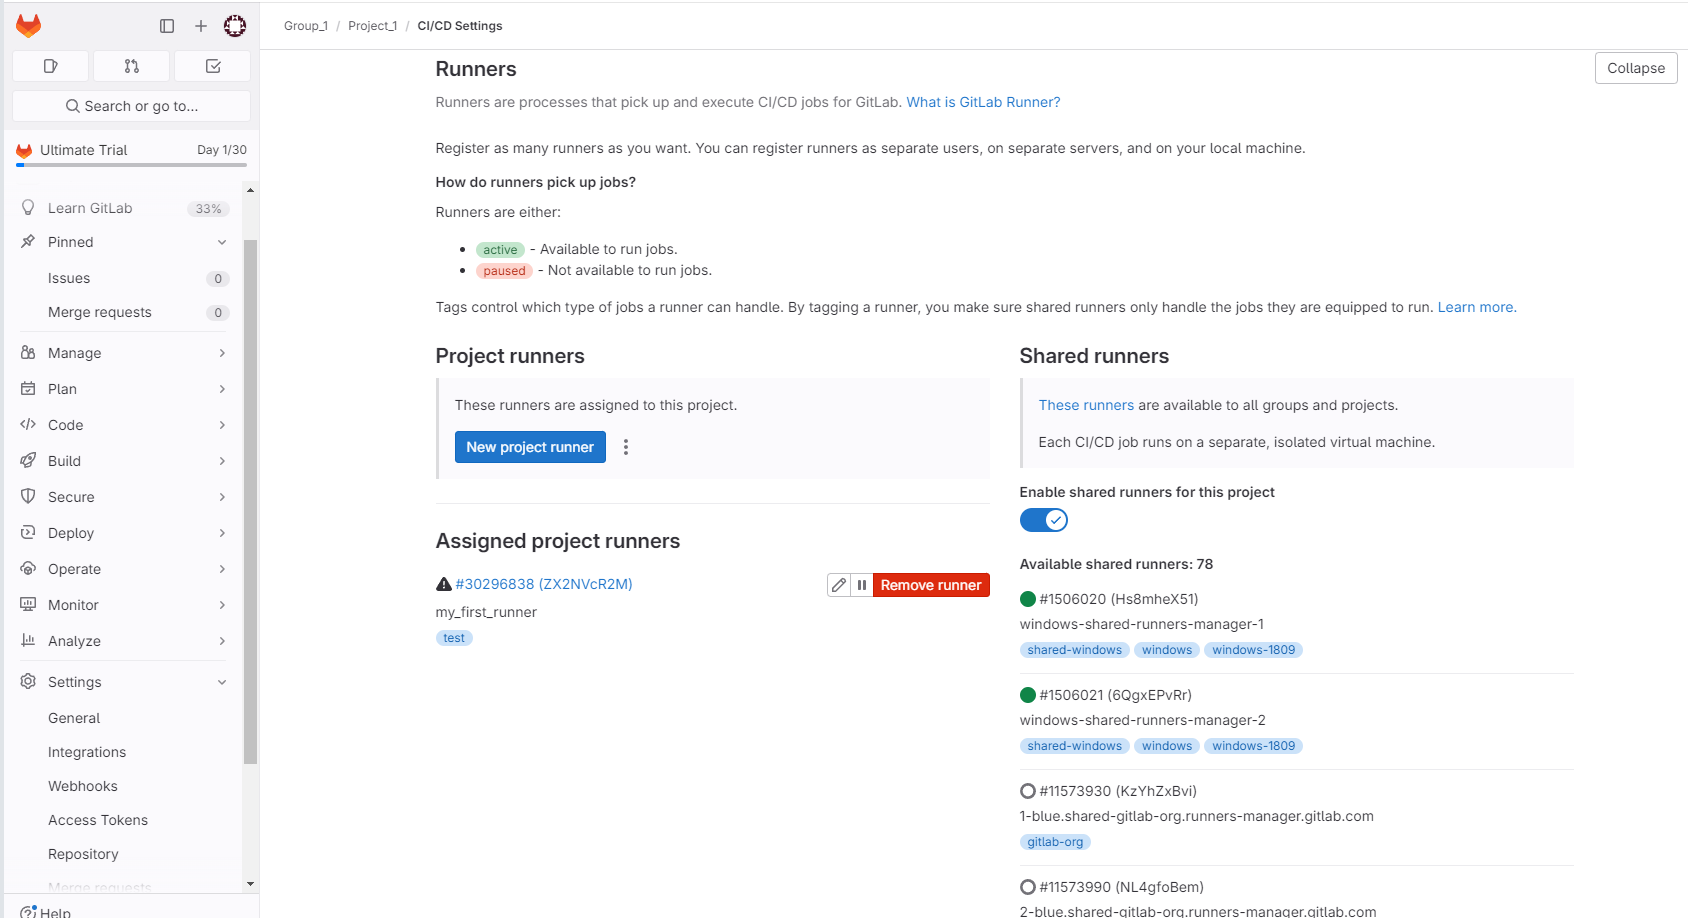 Group_1 / Project_1 / CI/CD Settings
Search or go to...
Ultimate Trial Day 1/30
Learn GitLab 33%
Pinned
Issues 0
Merge requests 0
Manage
Plan
Code
Build
Secure
Deploy
Operate
Monitor
Analyze
Settings
General
Integrations
Webhooks
Access Tokens
Repository
Merge requests
Help
Runners
Collapse
Runners are processes that pick up and execute CI/CD jobs for GitLab. What is GitLab Runner?
Register as many runners as you want. You can register runners as separate users, on separate servers, and on your local machine.
How do runners pick up jobs?
Runners are either:
active - Available to run jobs.
paused - Not available to run jobs.
Tags control which type of jobs a runner can handle. By tagging a runner, you make sure shared runners only handle the jobs they are equipped to run. Learn more.
Project runners
These runners are assigned to this project.
New project runner
Assigned project runners
#30296838 (ZX2NVcR2M)
Remove runner
my_first_runner
test
Shared runners
These runners are available to all groups and projects.
Each CI/CD job runs on a separate, isolated virtual machine.
Enable shared runners for this project
Available shared runners: 78
#1506020 (Hs8mheX51)
windows-shared-runners-manager-1
shared-windows windows windows-1809
#1506021 (6QgxEPvRr)
windows-shared-runners-manager-2
shared-windows windows windows-1809
#11573930 (KzYhZxBvi)
1-blue.shared-gitlab-org.runners-manager.gitlab.com
gitlab-org
#11573990 (NL4gfoBem)
2-blue.shared-gitlab-org.runners-manager.gitlab.com